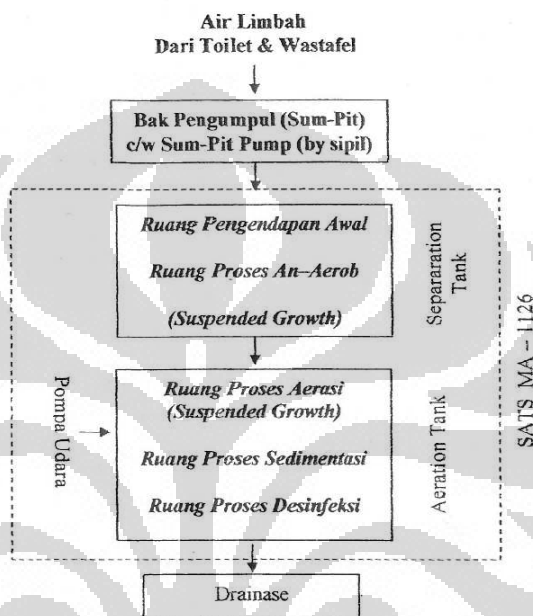 Air Limbah
Dari Toilet & Wastafel
Bak Pengumpul (Sum-Pit)
c/w Sum-Pit Pump (by sipil)
Ruang Pengendapan Awal
Ruang Proses An–Aerob
(Suspended Growth)
Separaration
Tank
Ruang Proses Aerasi
(Suspended Growth)
Ruang Proses Sedimentasi
Ruang Proses Desinfeksi
Aeration Tank
Pompa Udara
SATS MA – 1126
Drainase